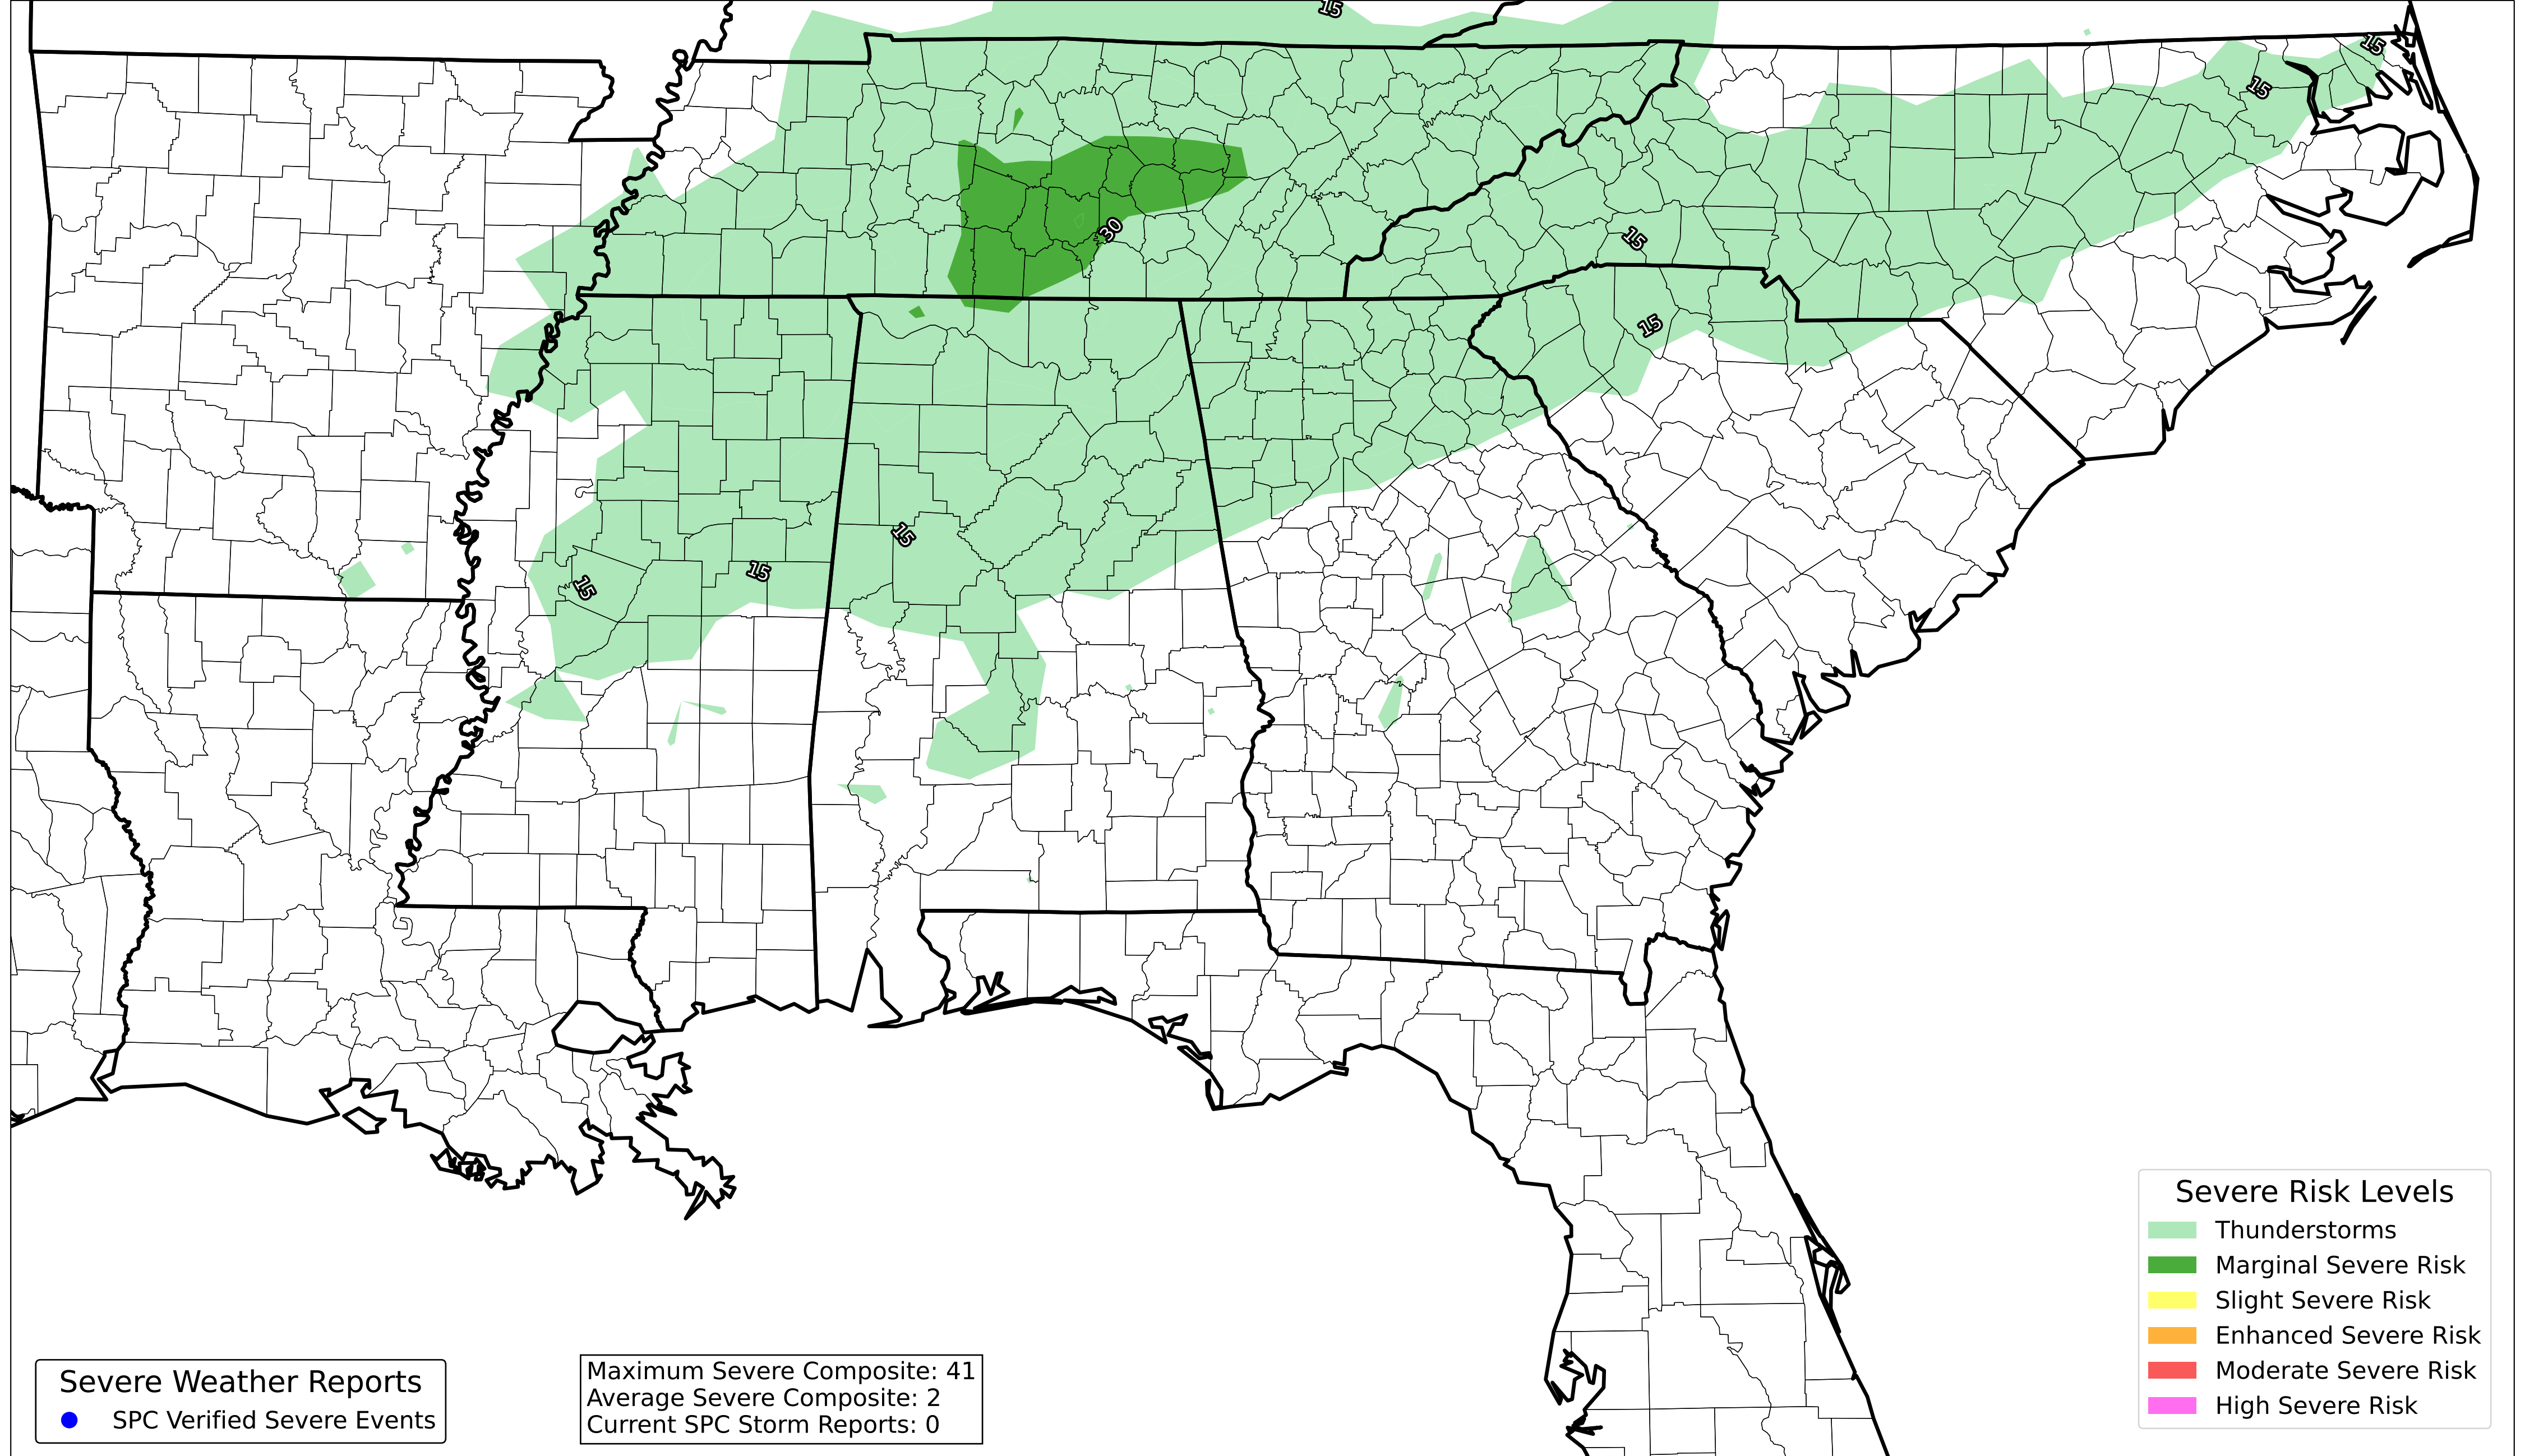 15
15
15
30
15
15
15
15
15
Severe Risk Levels
Thunderstorms
Marginal Severe Risk
Slight Severe Risk
Enhanced Severe Risk
Moderate Severe Risk
High Severe Risk
Severe Weather Reports
SPC Verified Severe Events
Maximum Severe Composite: 41
Average Severe Composite: 2
Current SPC Storm Reports: 0